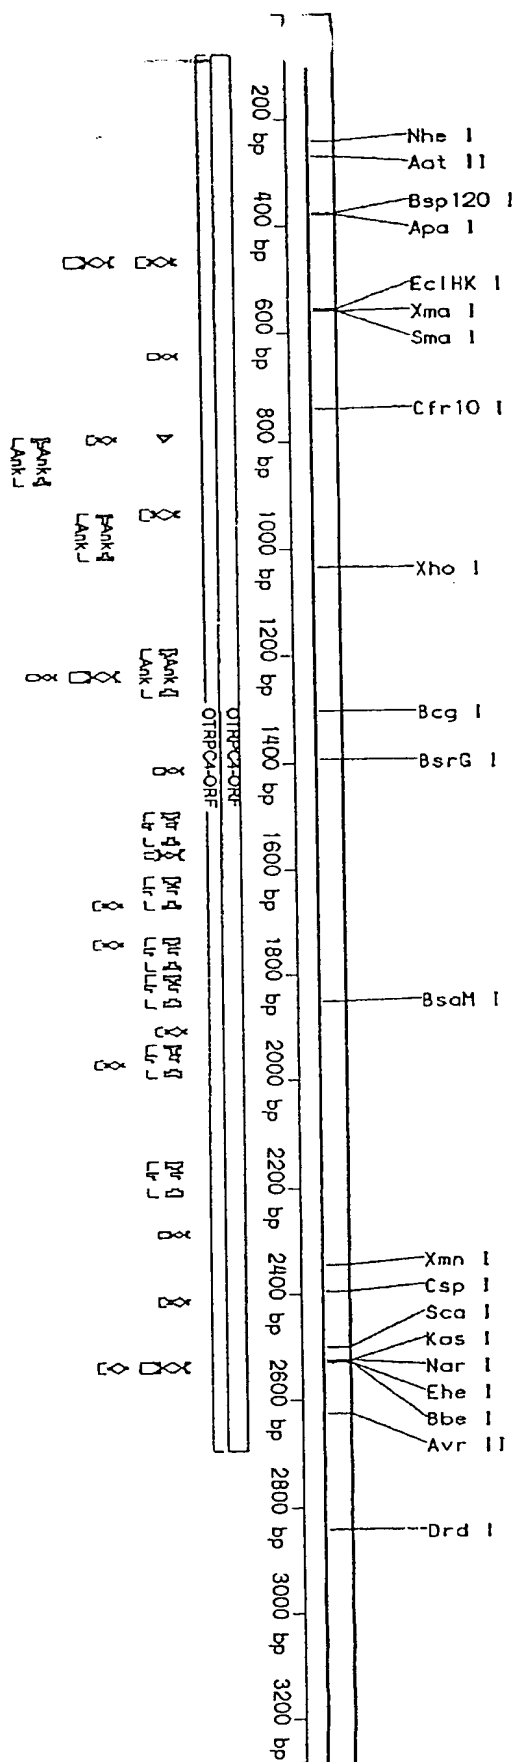 200 bp
400 bp
600 bp
800 bp
1000 bp
1200 bp
1400 bp
1600 bp
1800 bp
2000 bp
2200 bp
2400 bp
2600 bp
2800 bp
3000 bp
3200 bp
Nhe I
Aat II
Bsp120 I
Apa I
EclHK I
Xma I
Sma I
Cfr10 I
Xho I
Bcg I
BsrG I
BsaM I
Xmn I
Csp I
Sca I
Kas I
Nar I
Ehe I
Bbe I
Avr II
Drd I
OTRPC4-ORF
OTRPC4-ORF
Ank
Ank
Ank
Ank
Ank
Ank